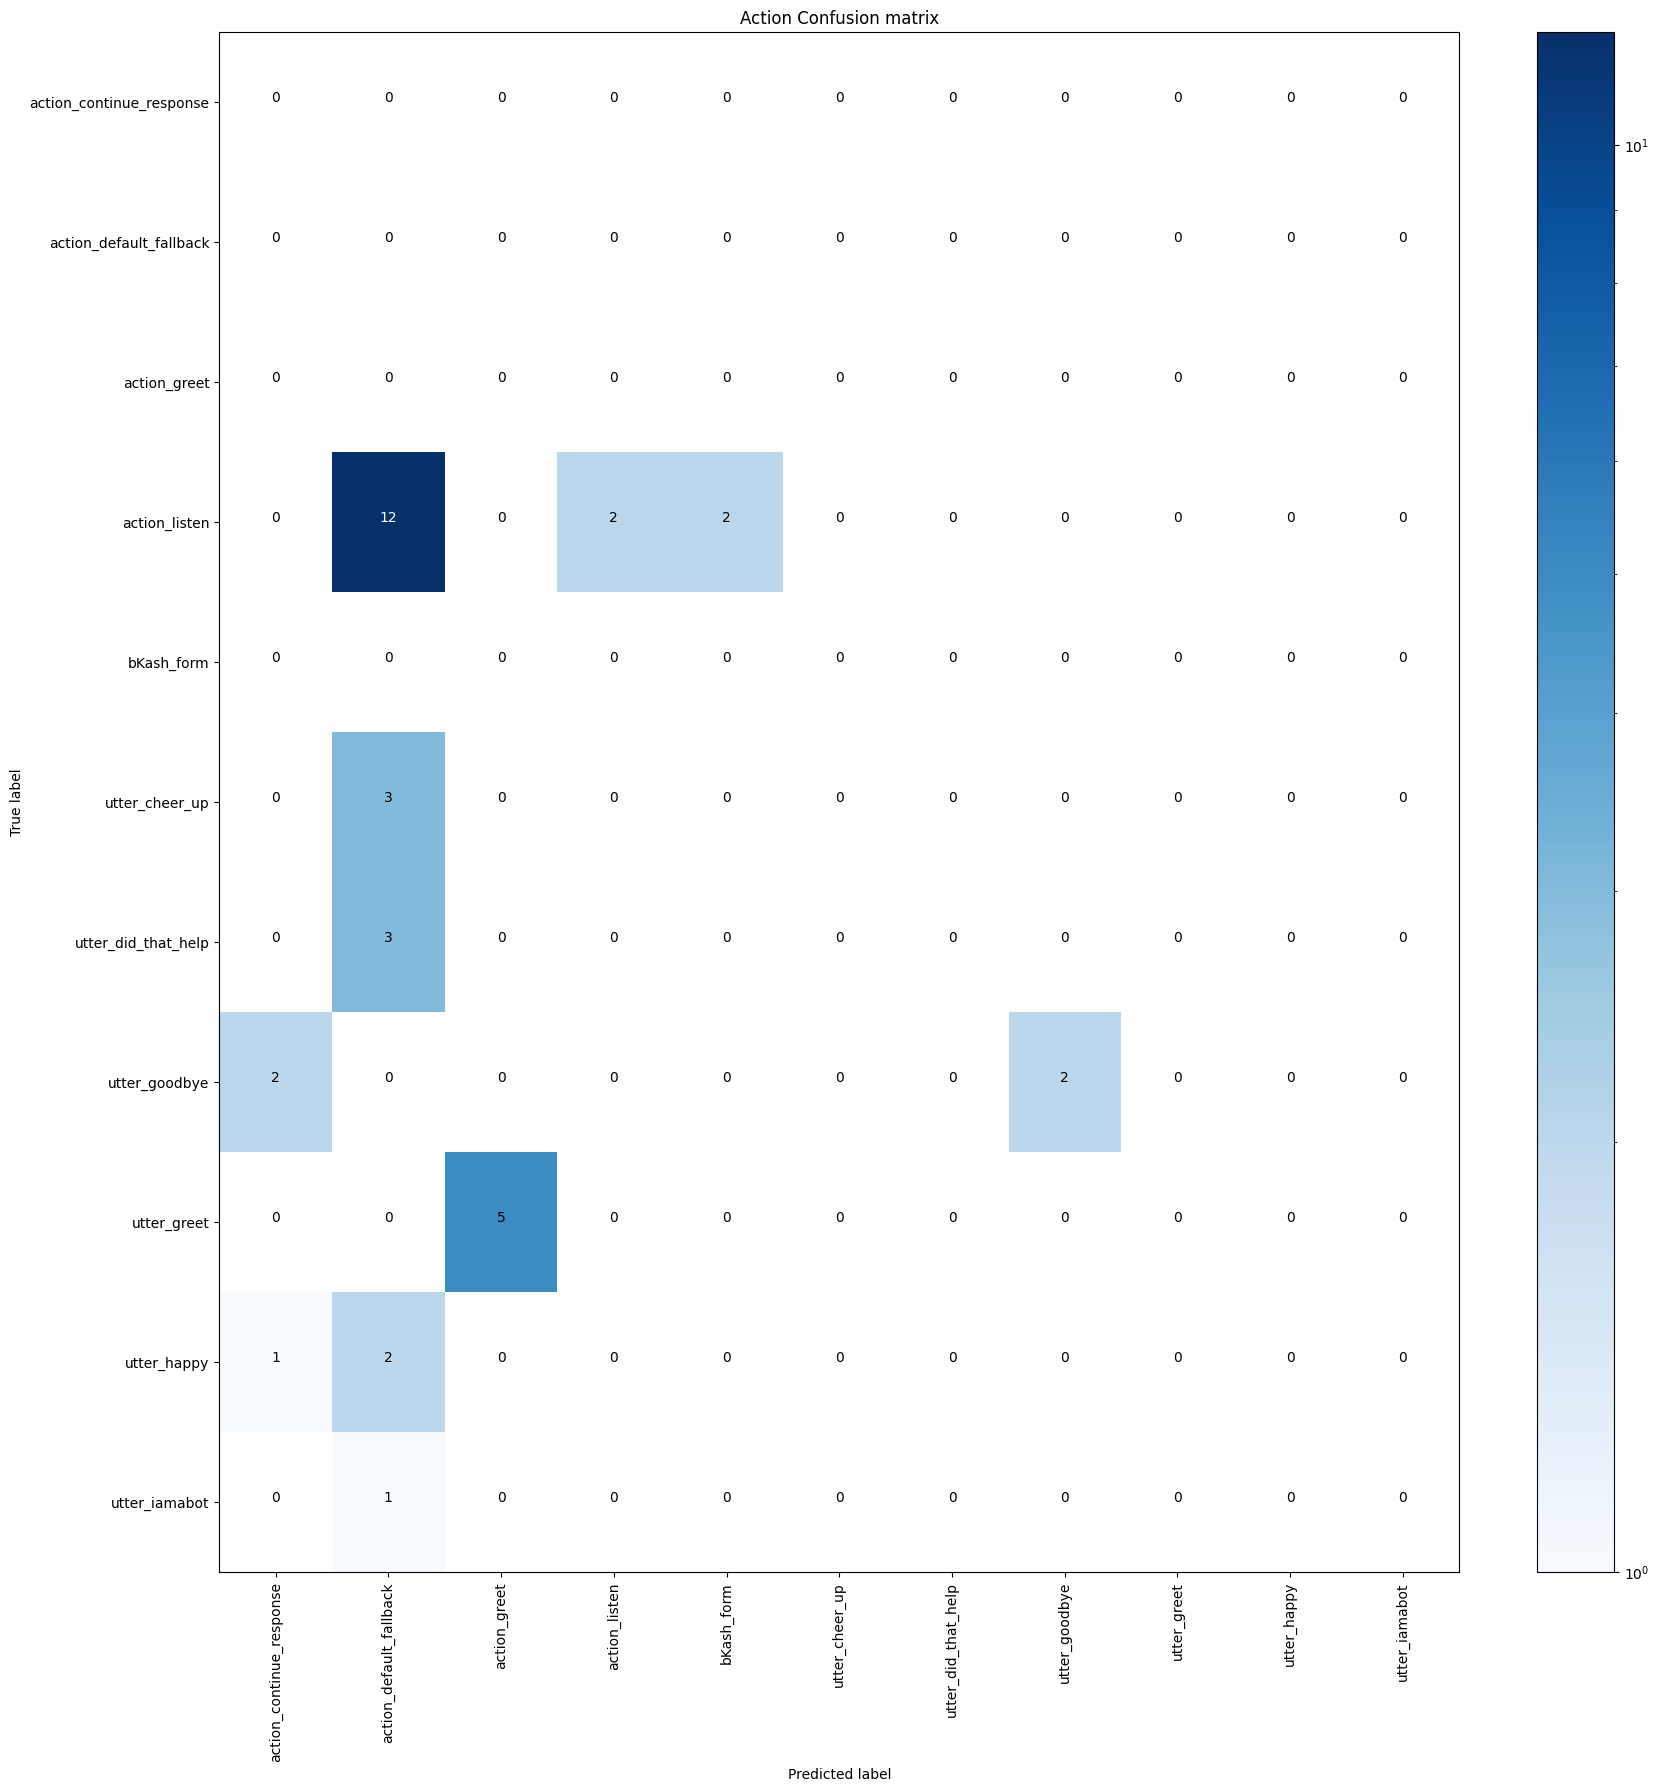 Action Confusion matrix
action_continue_response 0 0 0 0 0 0 0 0 0 0 0
action_default_fallback 0 0 0 0 0 0 0 0 0 0 0
action_greet 0 0 0 0 0 0 0 0 0 0 0
action_listen 0 12 0 2 2 0 0 0 0 0 0
bKash_form 0 0 0 0 0 0 0 0 0 0 0
utter_cheer_up 0 3 0 0 0 0 0 0 0 0 0
utter_did_that_help 0 3 0 0 0 0 0 0 0 0 0
utter_goodbye 2 0 0 0 0 0 0 2 0 0 0
utter_greet 0 0 5 0 0 0 0 0 0 0 0
utter_happy 1 2 0 0 0 0 0 0 0 0 0
utter_iamabot 0 1 0 0 0 0 0 0 0 0 0
True label
action_continue_response
action_default_fallback
action_greet
action_listen
bKash_form
utter_cheer_up
utter_did_that_help
utter_goodbye
utter_greet
utter_happy
utter_iamabot
Predicted label
10¹
10⁰